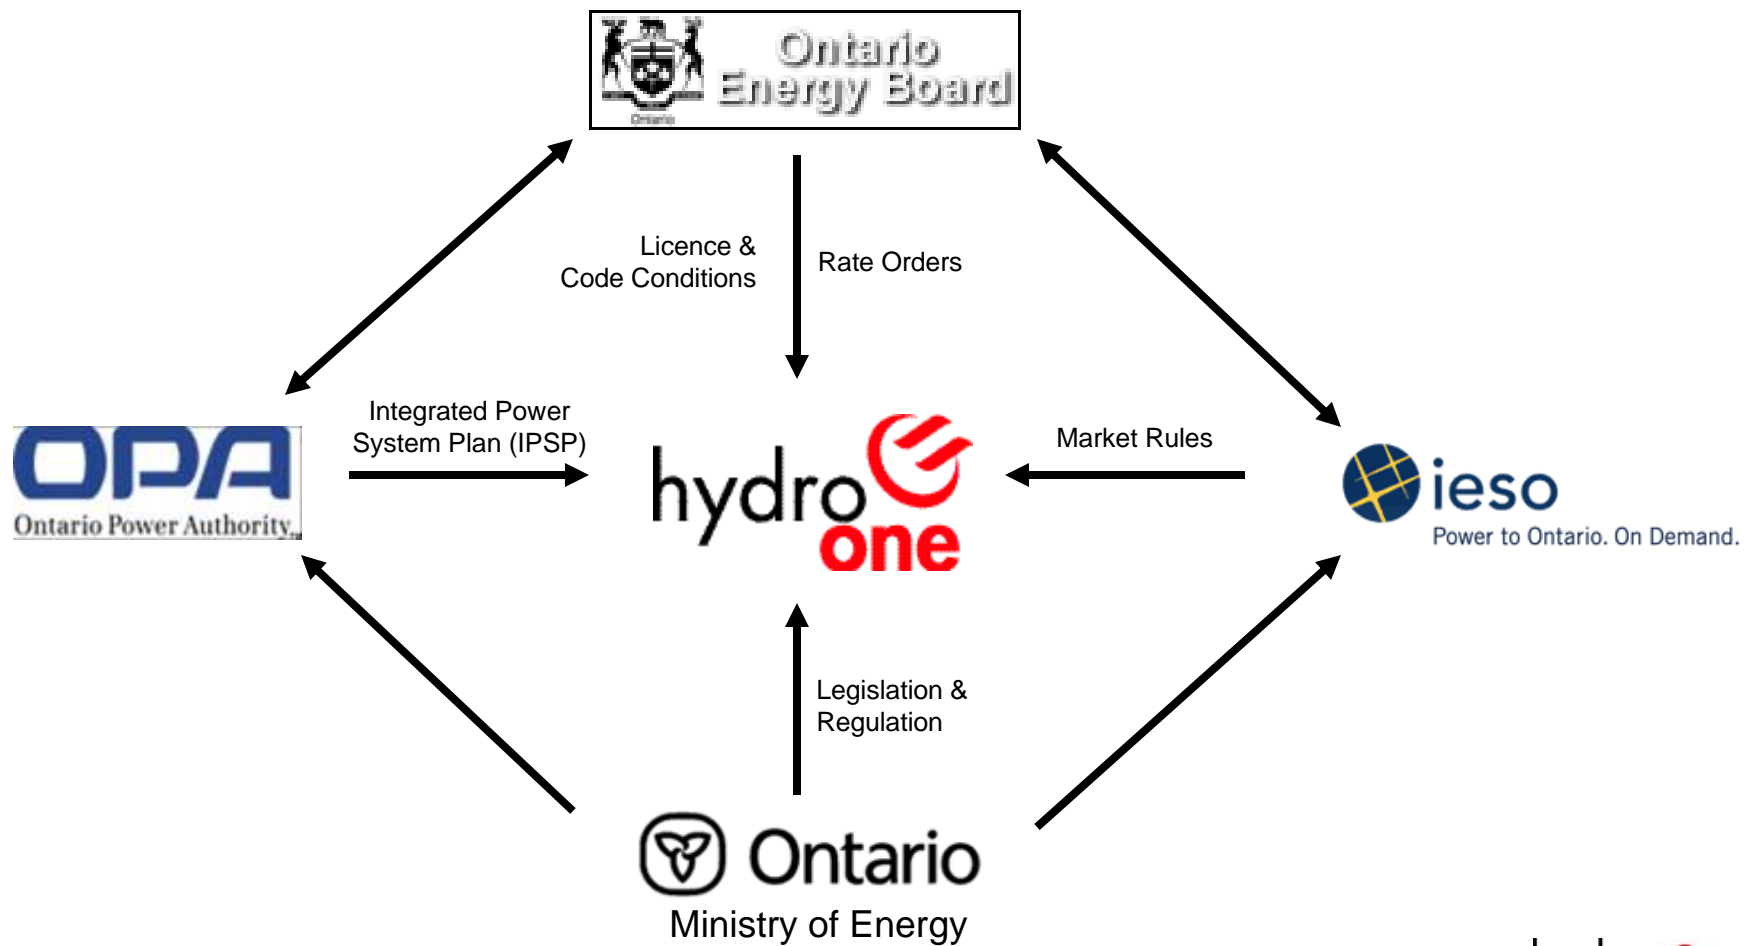 Ontario
Energy Board
Ontario
Licence &
Code Conditions
Rate Orders
Integrated Power
System Plan (IPSP)
Market Rules
OPA
Ontario Power Authority
hydro
one
ieso
Power to Ontario. On Demand.
Legislation &
Regulation
Ontario
Ministry of Energy